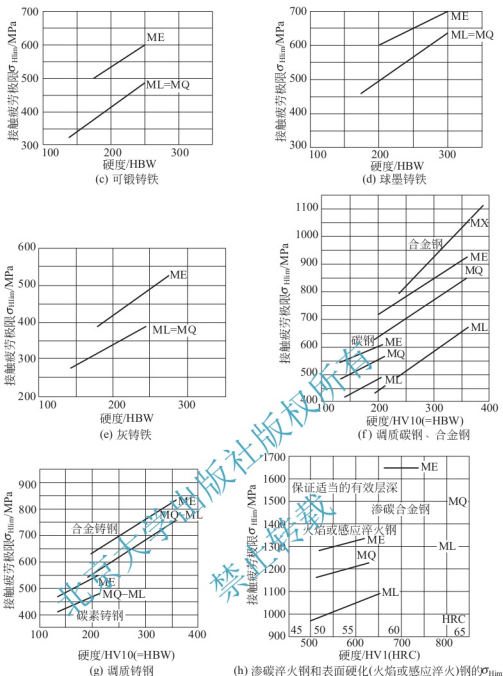 700
600
500
400
300
接触疲劳极限σHlim/MPa
ME
ML=MQ
100
200
300
硬度/HBW
(c) 可锻铸铁
700
600
500
400
300
接触疲劳极限σHlim/MPa
ME
ML=MQ
100
200
300
硬度/HBW
(d) 球墨铸铁
600
500
400
300
200
接触疲劳极限σHlim/MPa
ME
ML=MQ
100
200
300
硬度/HBW
(e) 灰铸铁
1100
1000
900
800
700
600
500
400
接触疲劳极限σHlim/MPa
合金钢
MX
ME
MQ
ML
碳钢
ME
MQ
ML
100
200
300
400
硬度/HV10(=HBW)
(f) 调质碳钢、合金钢
900
800
700
600
500
400
接触疲劳极限σHlim/MPa
合金铸钢
ME
MQ=ML
ME
MQ=ML
碳素铸钢
100
200
300
400
硬度/HV10(=HBW)
(g) 调质铸钢
1700
1600
1500
1400
1300
1200
1100
1000
900
接触疲劳极限σHlim/MPa
ME
保证适当的有效层深
渗碳合金钢
MQ
火焰或感应淬火钢
ME
MQ
ML
ML
HRC
45
50
55
60
65
500
600
700
800
硬度/HV1(HRC)
(h) 渗碳淬火钢和表面硬化(火焰或感应淬火)钢的σHlim
北京大学出版社版权所有
禁止转载